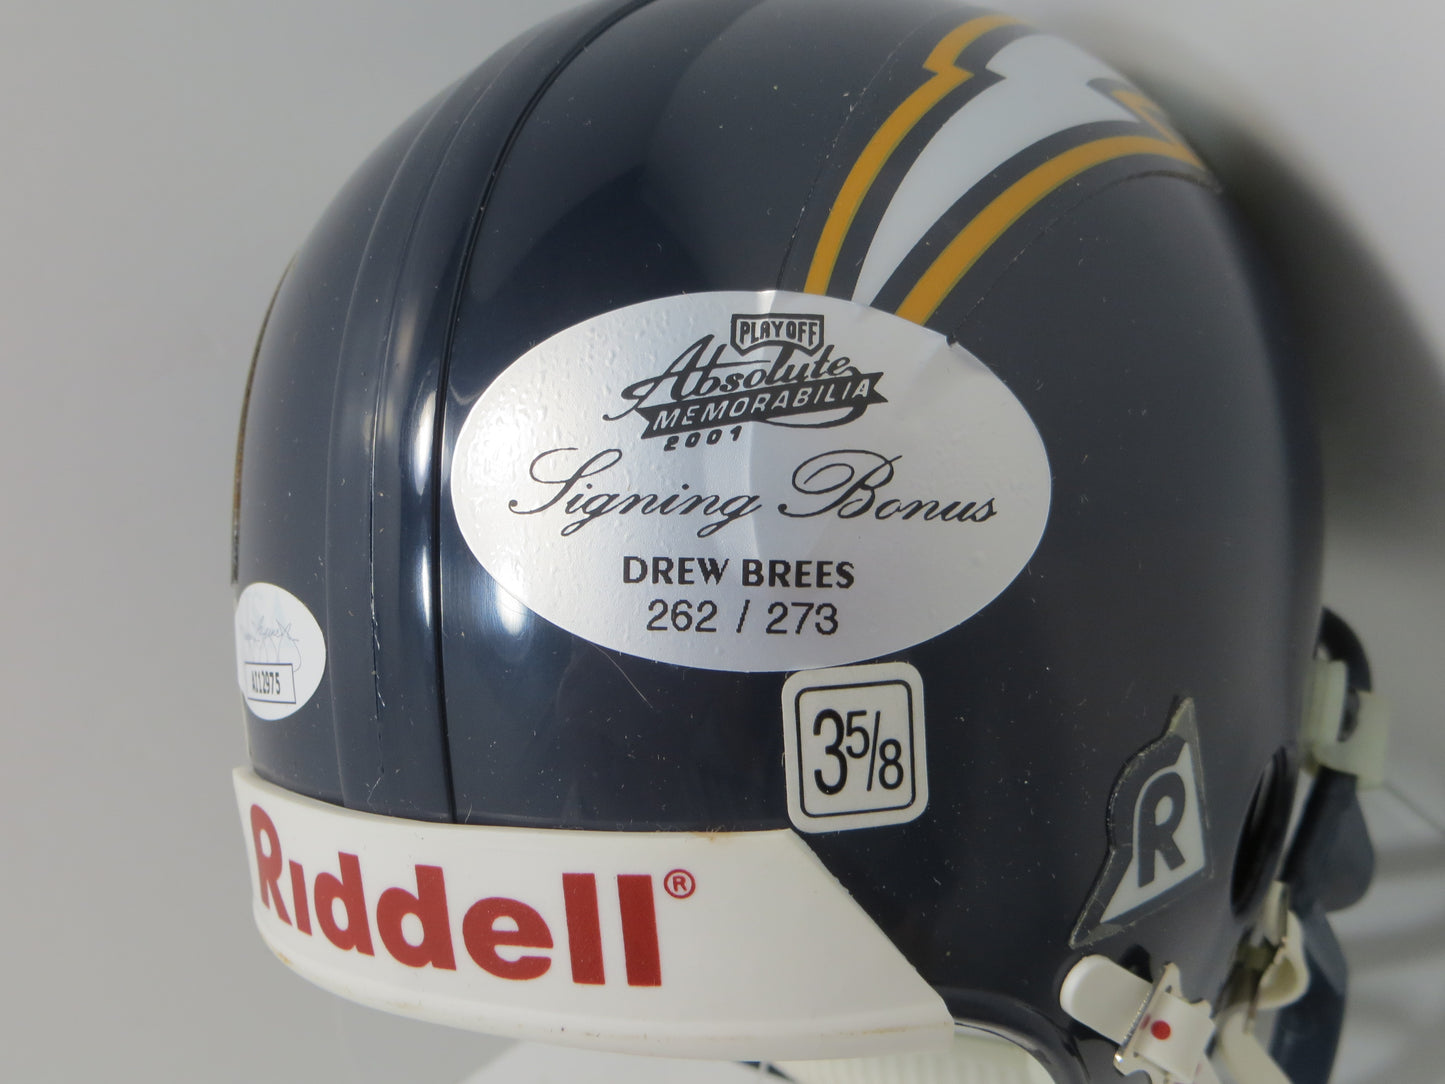 PLAYOFF
Absolute
MEMORABILIA
2001
Signing Bonus
DREW BREES
262 / 273
3 5/8
R
Riddell®